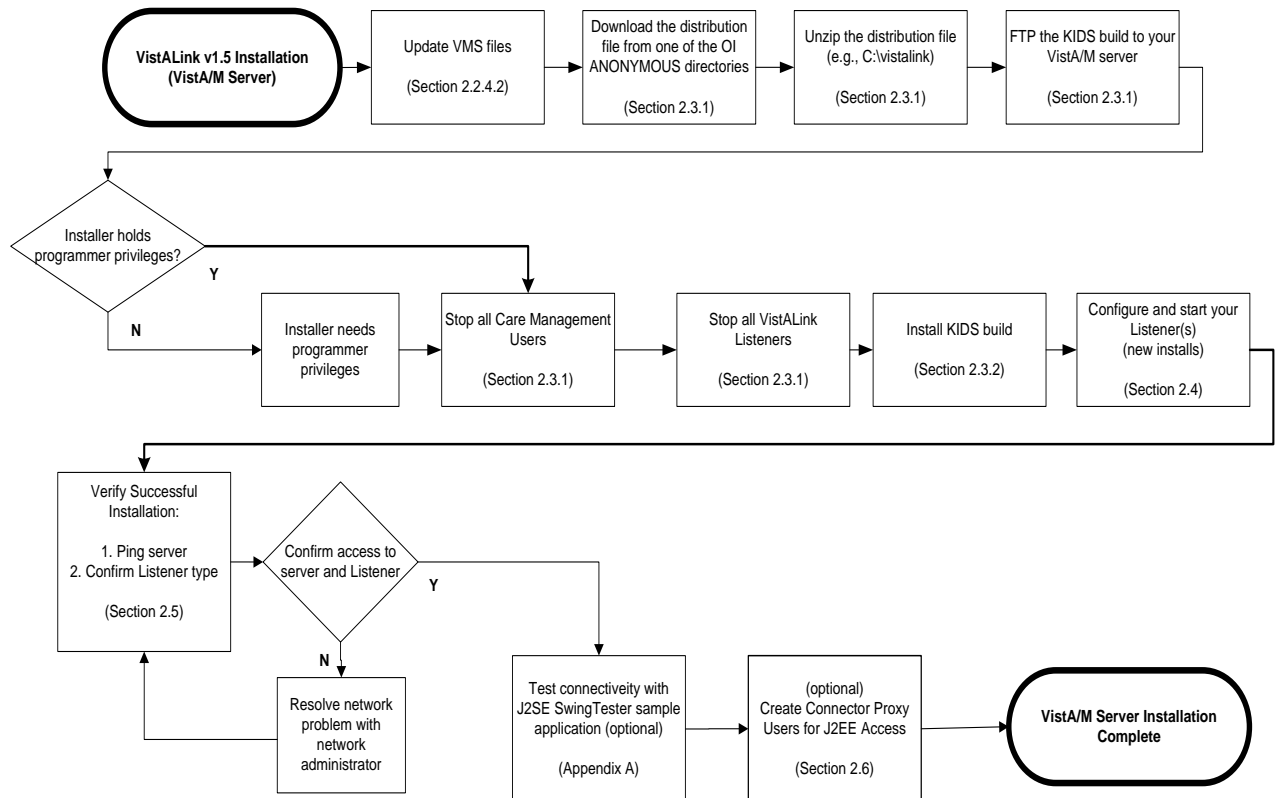 VistALink v1.5 Installation
(VistA/M Server)
Update VMS files
(Section 2.2.4.2)
Download the distribution
file from one of the OI
ANONYMOUS directories
(Section 2.3.1)
Unzip the distribution file
(e.g., C:\vistalink)
(Section 2.3.1)
FTP the KIDS build to your
VistA/M server
(Section 2.3.1)
Installer holds
programmer privileges?
Y
N
Installer needs
programmer
privileges
Stop all Care Management
Users
(Section 2.3.1)
Stop all VistALink
Listeners
(Section 2.3.1)
Install KIDS build
(Section 2.3.2)
Configure and start your
Listener(s)
(new installs)
(Section 2.4)
Verify Successful
Installation:
1. Ping server
2. Confirm Listener type
(Section 2.5)
Confirm access to
server and Listener
Y
N
Resolve network
problem with
network
administrator
Test connectiveity with
J2SE SwingTester sample
application (optional)
(Appendix A)
(optional)
Create Connector Proxy
Users for J2EE Access
(Section 2.6)
VistA/M Server Installation
Complete